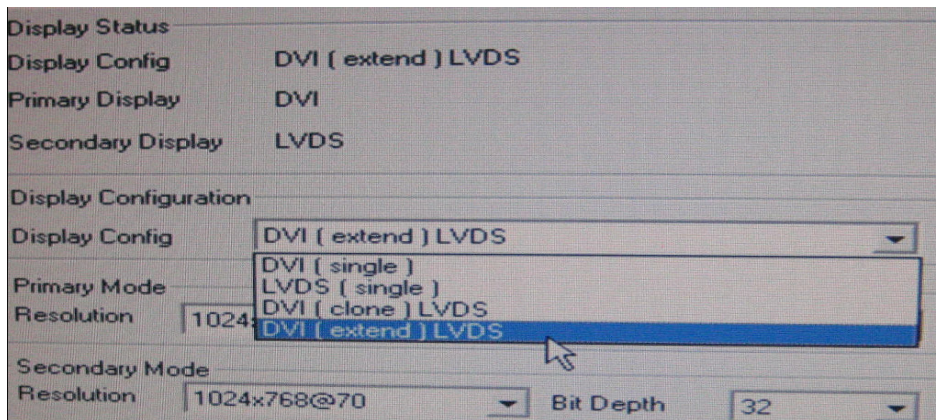 Display Status
Display Config DVI ( extend ) LVDS
Primary Display DVI
Secondary Display LVDS
Display Configuration
Display Config DVI ( extend ) LVDS
DVI ( single )
Primary Mode
LVDS ( single )
DVI ( clone ) LVDS
Resolution
DVI ( extend ) LVDS
Secondary Mode
Resolution 1024x768@70 Bit Depth 32